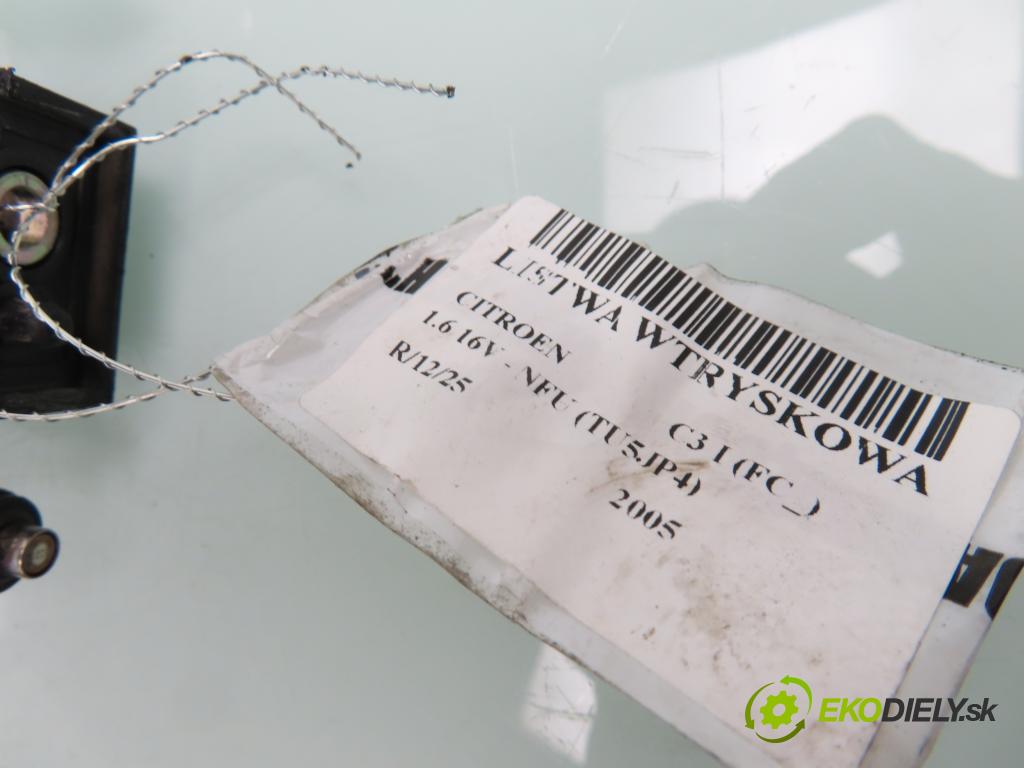 LISTWA WTRYSKOWA
CITROEN C3 I (FC_)
1.6 16V - NFU (TU5JP4)
R/12/25 2005
EKODIELY.sk